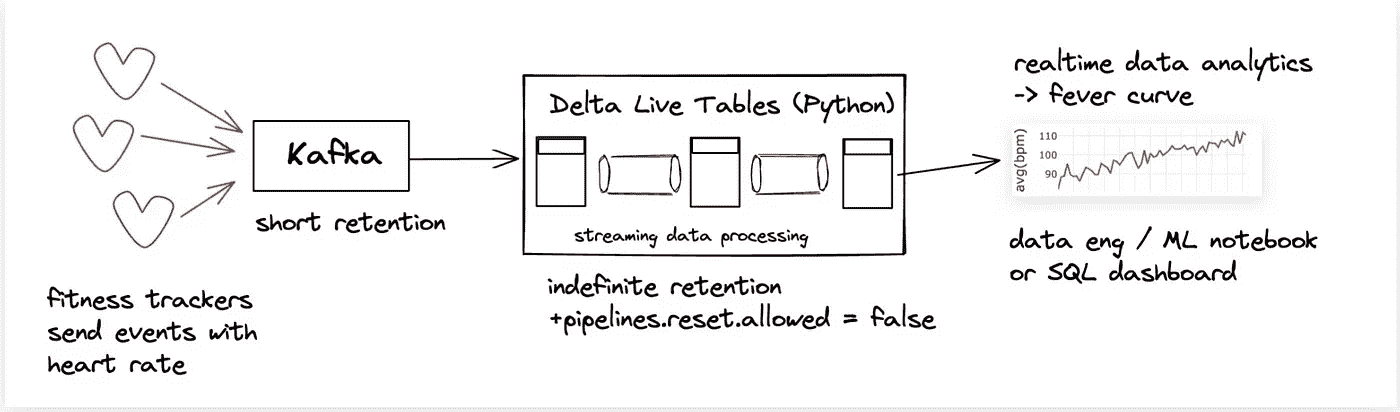 fitness trackers
send events with
heart rate
Kafka
short retention
Delta Live Tables (Python)
streaming data processing
indefinite retention
+pipelines.reset.allowed = false
realtime data analytics
-> fever curve
avg(bpm)
110
100
90
data eng / ML notebook
or SQL dashboard